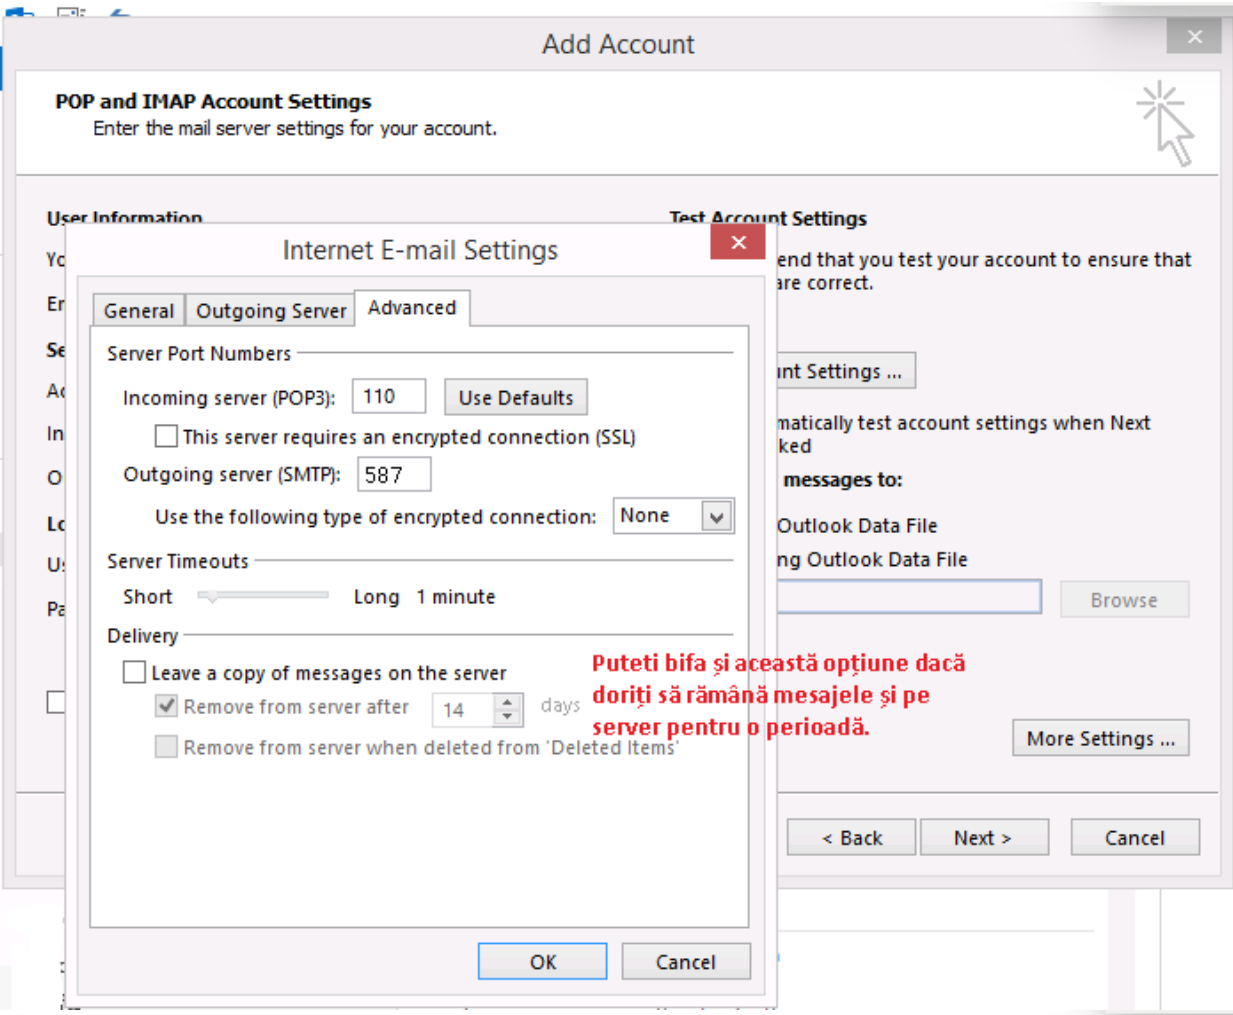 Add Account
POP and IMAP Account Settings
Enter the mail server settings for your account.
User Information
Test Account Settings
end that you test your account to ensure that
are correct.
Internet E-mail Settings
General
Outgoing Server
Advanced
Server Port Numbers
Incoming server (POP3): 110 Use Defaults
This server requires an encrypted connection (SSL)
Outgoing server (SMTP): 587
Use the following type of encrypted connection: None
Server Timeouts
Short Long 1 minute
Delivery
Leave a copy of messages on the server
Remove from server after 14 days
Remove from server when deleted from 'Deleted Items'
Puteti bifa și această opțiune dacă
doriți să rămână mesajele și pe
server pentru o perioadă.
OK
Cancel
Settings ...
test account settings when Next
messages to:
Outlook Data File
Outlook Data File
Browse
More Settings ...
< Back
Next >
Cancel